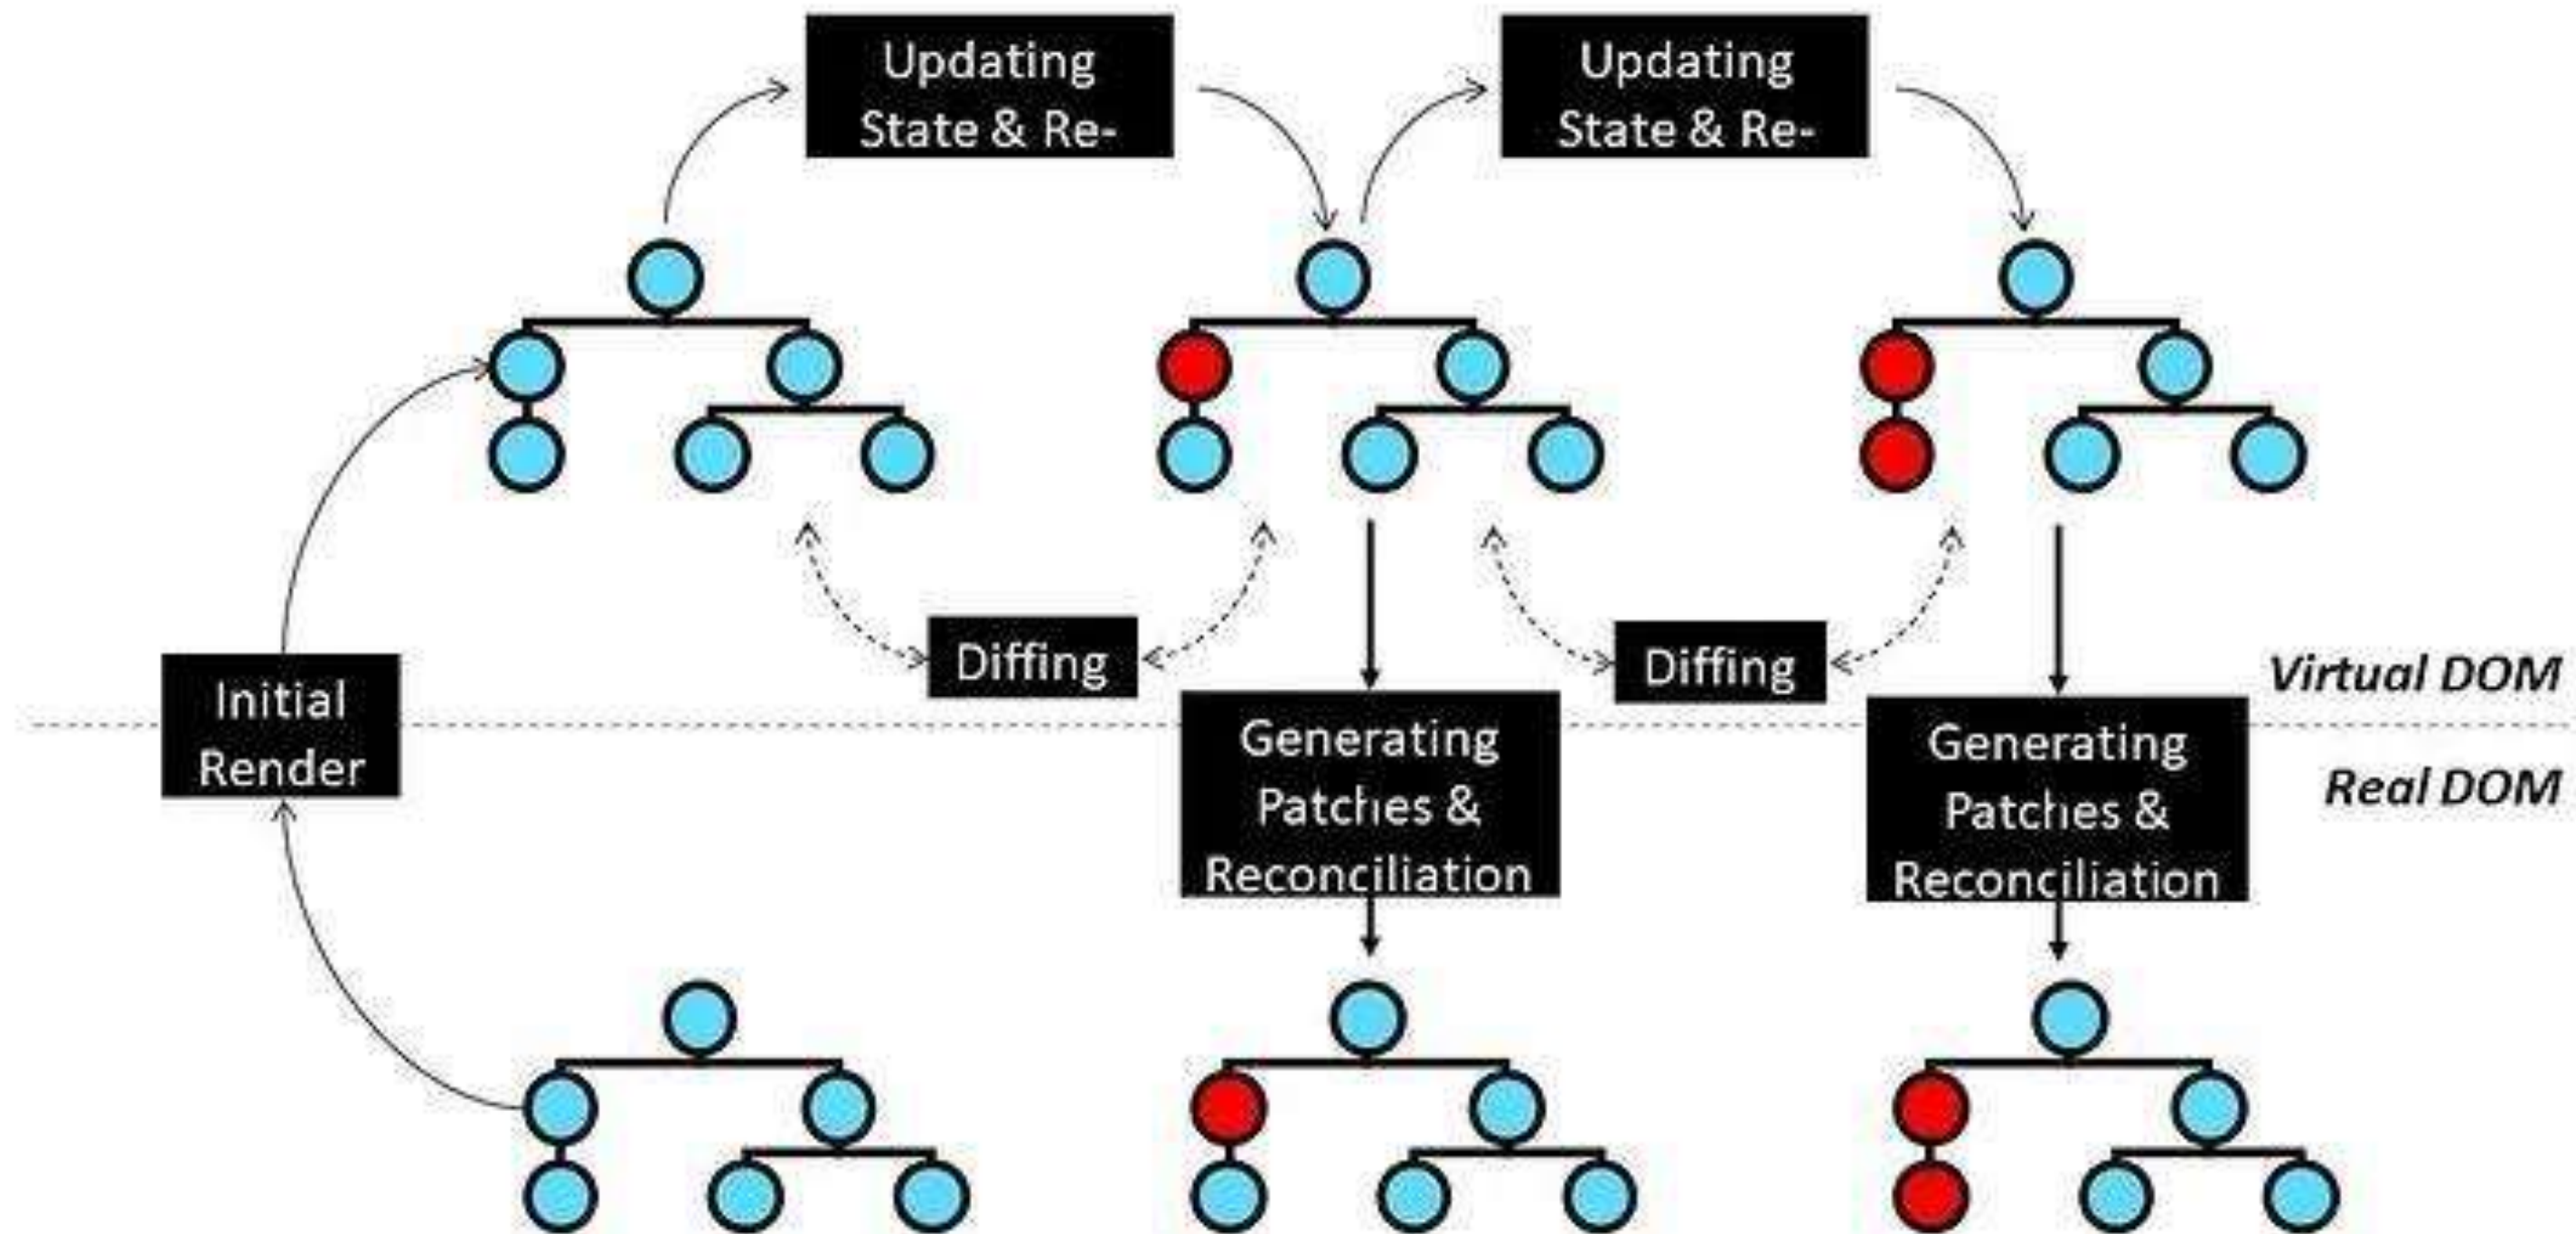 Updating
State & Re-
Updating
State & Re-
Diffing
Diffing
Initial
Render
Generating
Patches &
Reconciliation
Generating
Patches &
Reconciliation
Virtual DOM
Real DOM